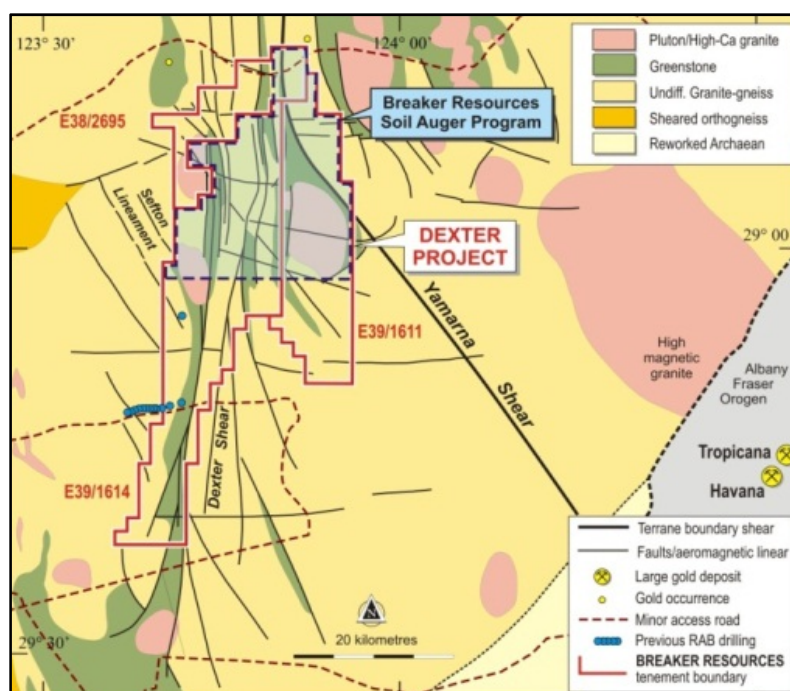 123° 30'
124° 00'
Pluton/High-Ca granite
Greenstone
Undiff. Granite-gneiss
Sheared orthogneiss
Reworked Archaean
E38/2695
Breaker Resources
Soil Auger Program
Sefton
Lineament
DEXTER
PROJECT
29° 00'
Yamarna
Shear
E39/1611
High
magnetic
granite
Albany
Fraser
Orogen
Tropicana
Havana
Dexter Shear
E39/1614
Terrane boundary shear
Faults/aeromagnetic linear
Large gold deposit
Gold occurrence
Minor access road
Previous RAB drilling
BREAKER RESOURCES
tenement boundary
N
20 kilometres
29° 30'